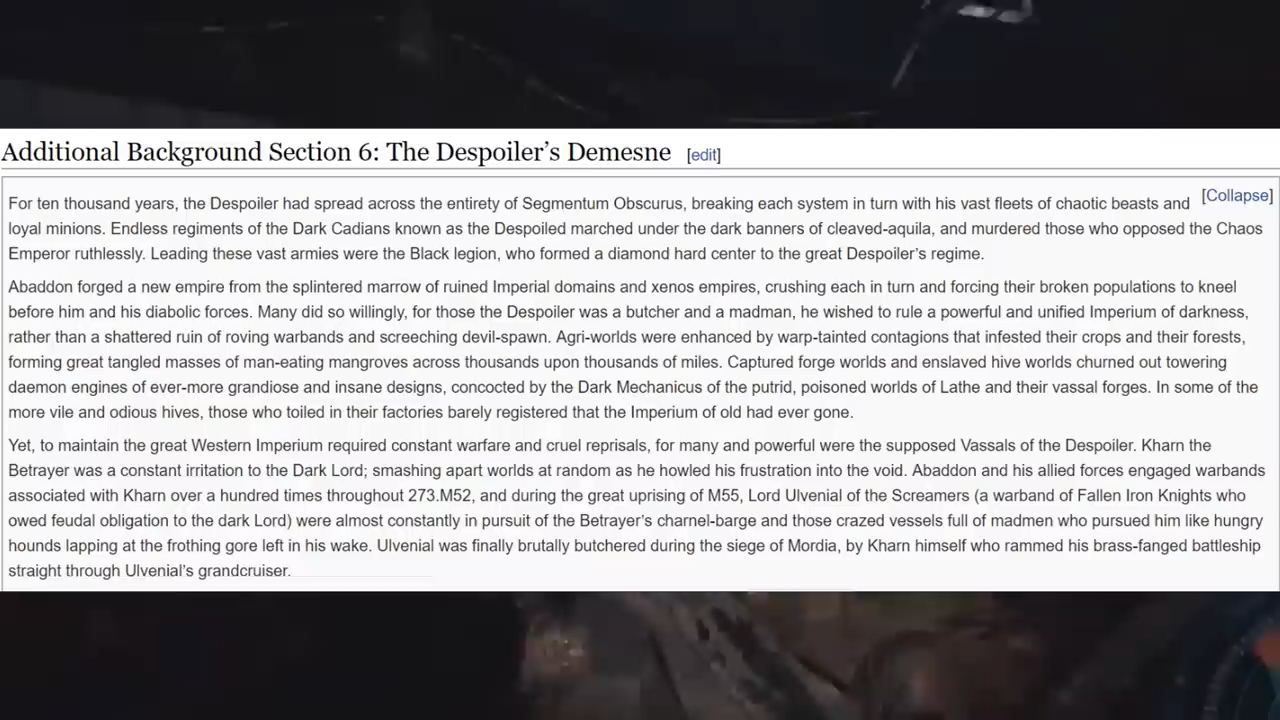 Additional Background Section 6: The Despoiler’s Demesne [edit]
[Collapse]
For ten thousand years, the Despoiler had spread across the entirety of Segmentum Obscurus, breaking each system in turn with his vast fleets of chaotic beasts and
loyal minions. Endless regiments of the Dark Cadians known as the Despoiled marched under the dark banners of cleaved-aquila, and murdered those who opposed the Chaos
Emperor ruthlessly. Leading these vast armies were the Black legion, who formed a diamond hard center to the great Despoiler’s regime.
Abaddon forged a new empire from the splintered marrow of ruined Imperial domains and xenos empires, crushing each in turn and forcing their broken populations to kneel
before him and his diabolic forces. Many did so willingly, for those the Despoiler was a butcher and a madman, he wished to rule a powerful and unified Imperium of darkness,
rather than a shattered ruin of roving warbands and screeching devil-spawn. Agri-worlds were enhanced by warp-tainted contagions that infested their crops and their forests,
forming great tangled masses of man-eating mangroves across thousands upon thousands of miles. Captured forge worlds and enslaved hive worlds churned out towering
daemon engines of ever-more grandiose and insane designs, concocted by the Dark Mechanicus of the putrid, poisoned worlds of Lathe and their vassal forges. In some of the
more vile and odious hives, those who toiled in their factories barely registered that the Imperium of old had ever gone.
Yet, to maintain the great Western Imperium required constant warfare and cruel reprisals, for many and powerful were the supposed Vassals of the Despoiler. Kharn the
Betrayer was a constant irritation to the Dark Lord; smashing apart worlds at random as he howled his frustration into the void. Abaddon and his allied forces engaged warbands
associated with Kharn over a hundred times throughout 273.M52, and during the great uprising of M55, Lord Ulvenial of the Screamers (a warband of Fallen Iron Knights who
owed feudal obligation to the dark Lord) were almost constantly in pursuit of the Betrayer’s charnel-barge and those crazed vessels full of madmen who pursued him like hungry
hounds lapping at the frothing gore left in his wake. Ulvenial was finally brutally butchered during the siege of Mordia, by Kharn himself who rammed his brass-fanged battleship
straight through Ulvenial’s grandcruiser.